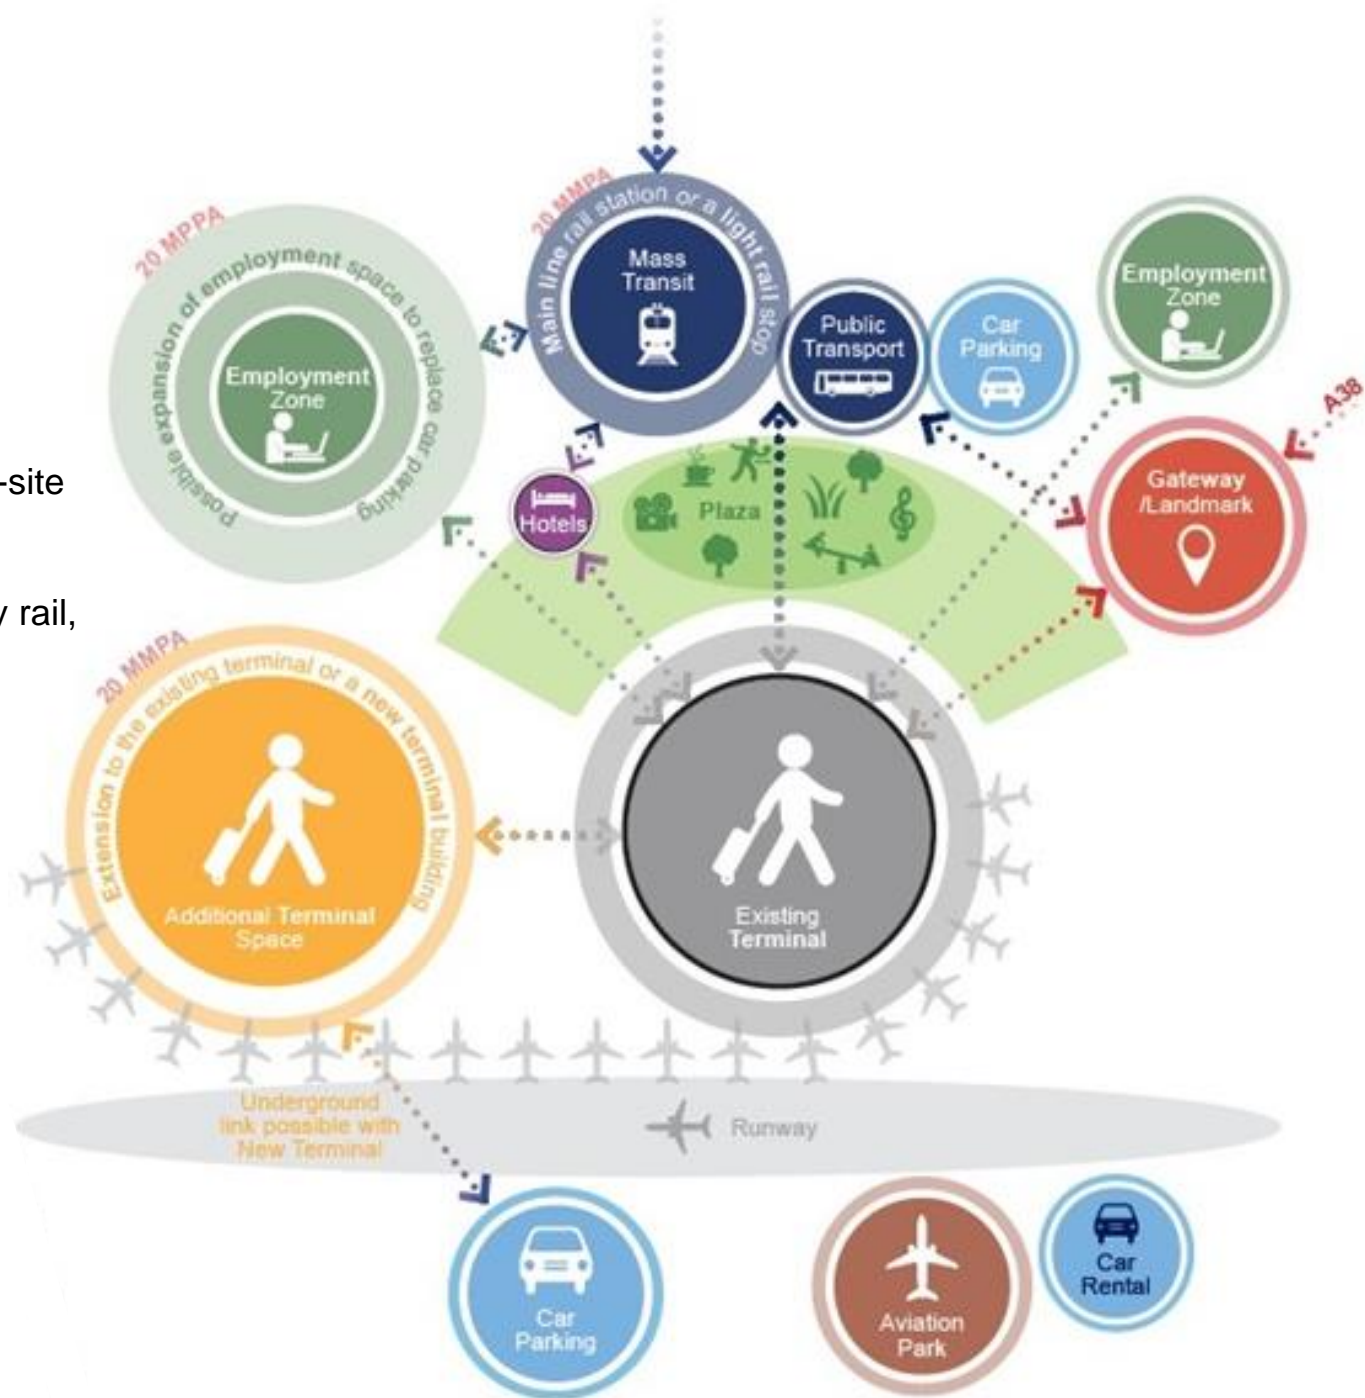 20 MPPA
Possible expansion of employment space to replace car parking
Employment
Zone
20 MMPA
Main line rail station or a light rail stop
Mass
Transit
Public
Transport
Car
Parking
Employment
Zone
A38
Gateway
/Landmark
-site
Hotels
Plaza
rail,
20 MMPA
Extension to the existing terminal or a new terminal building
Additional Terminal
Space
Existing
Terminal
Underground
link possible with
New Terminal
Runway
Car
Parking
Aviation
Park
Car
Rental